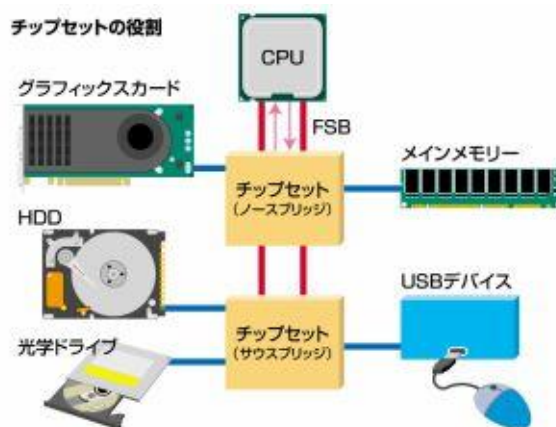 チップセットの役割
CPU
グラフィックスカード
FSB
メインメモリー
チップセット
(ノースブリッジ)
HDD
USBデバイス
チップセット
(サウスブリッジ)
光学ドライブ